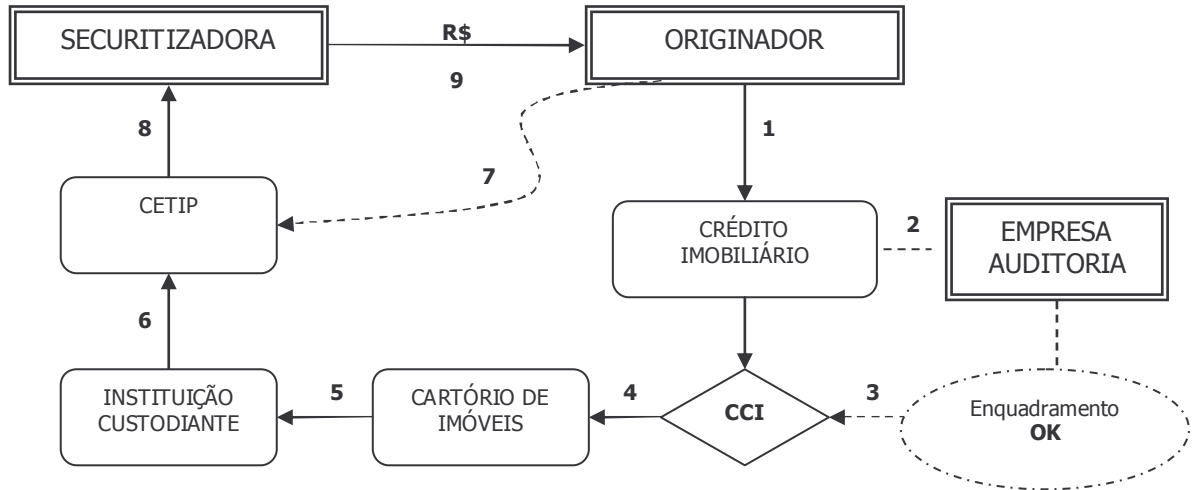 SECURITIZADORA
R$
9
ORIGINADOR
8
1
7
CETIP
CRÉDITO
IMOBILIÁRIO
2
EMPRESA
AUDITORIA
6
INSTITUIÇÃO
CUSTODIANTE
5
CARTÓRIO DE
IMÓVEIS
4
CCI
3
Enquadramento
OK